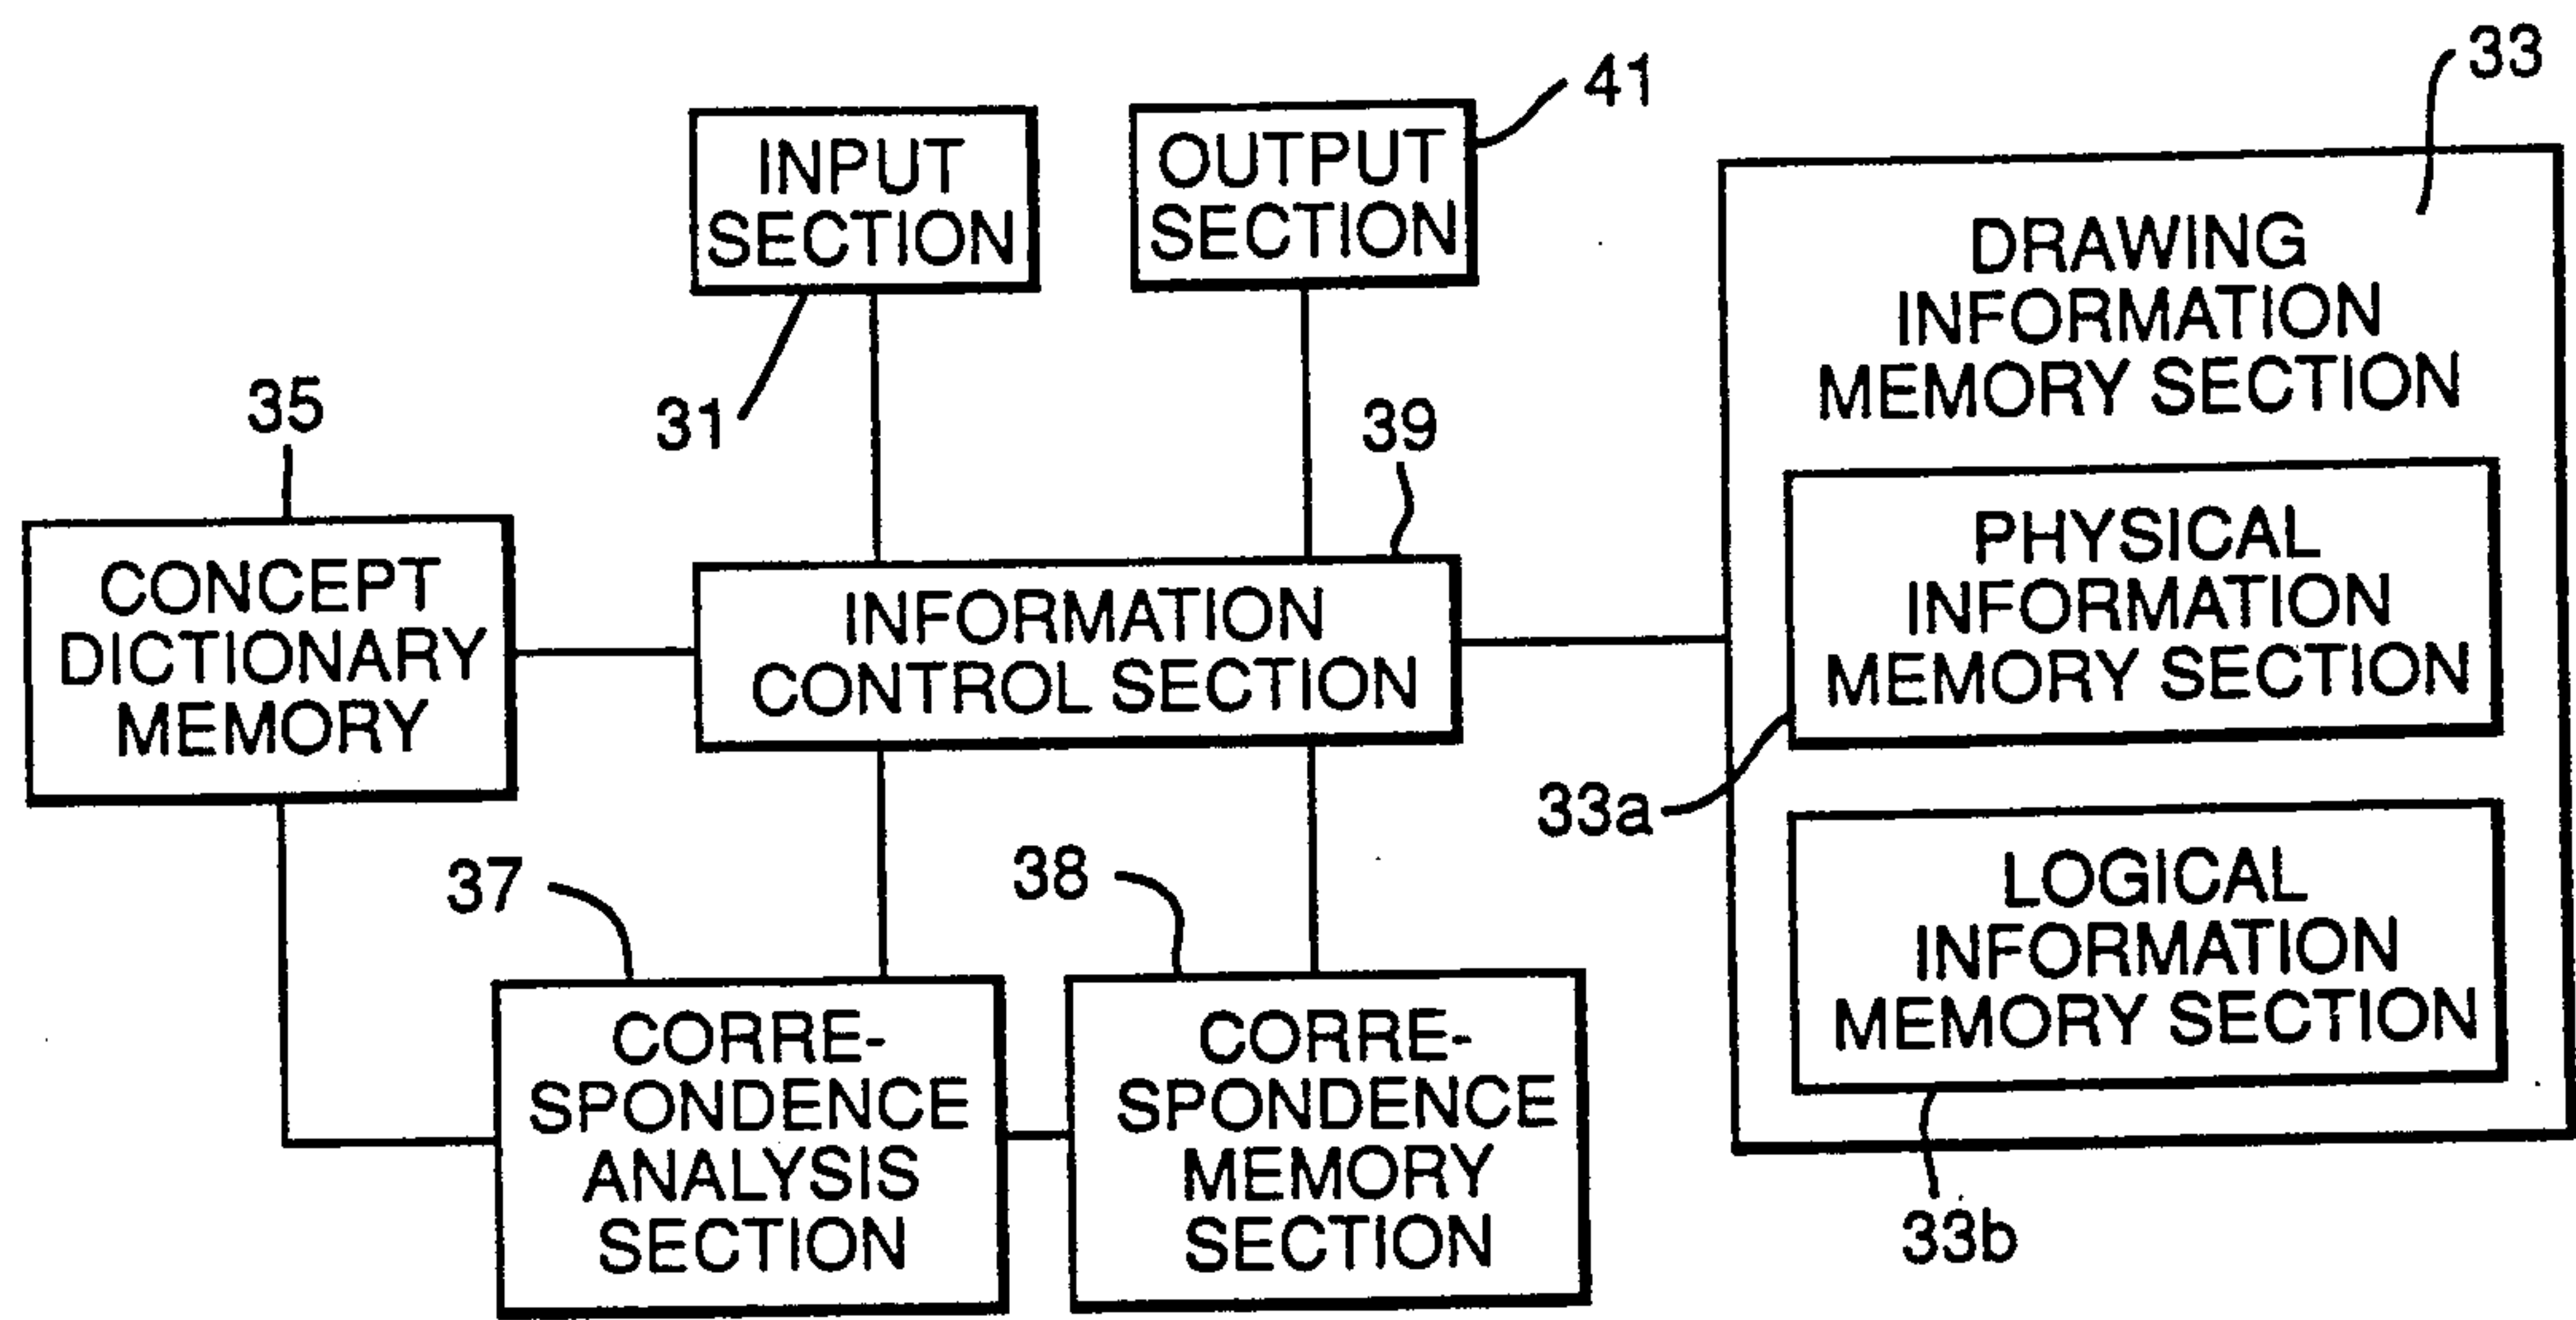 33
41
INPUT
SECTION
OUTPUT
SECTION
DRAWING
INFORMATION
MEMORY SECTION
31
35
39
CONCEPT
DICTIONARY
MEMORY
INFORMATION
CONTROL SECTION
PHYSICAL
INFORMATION
MEMORY SECTION
33a
37
38
CORRE-
SPONDENCE
ANALYSIS
SECTION
CORRE-
SPONDENCE
MEMORY
SECTION
LOGICAL
INFORMATION
MEMORY SECTION
33b